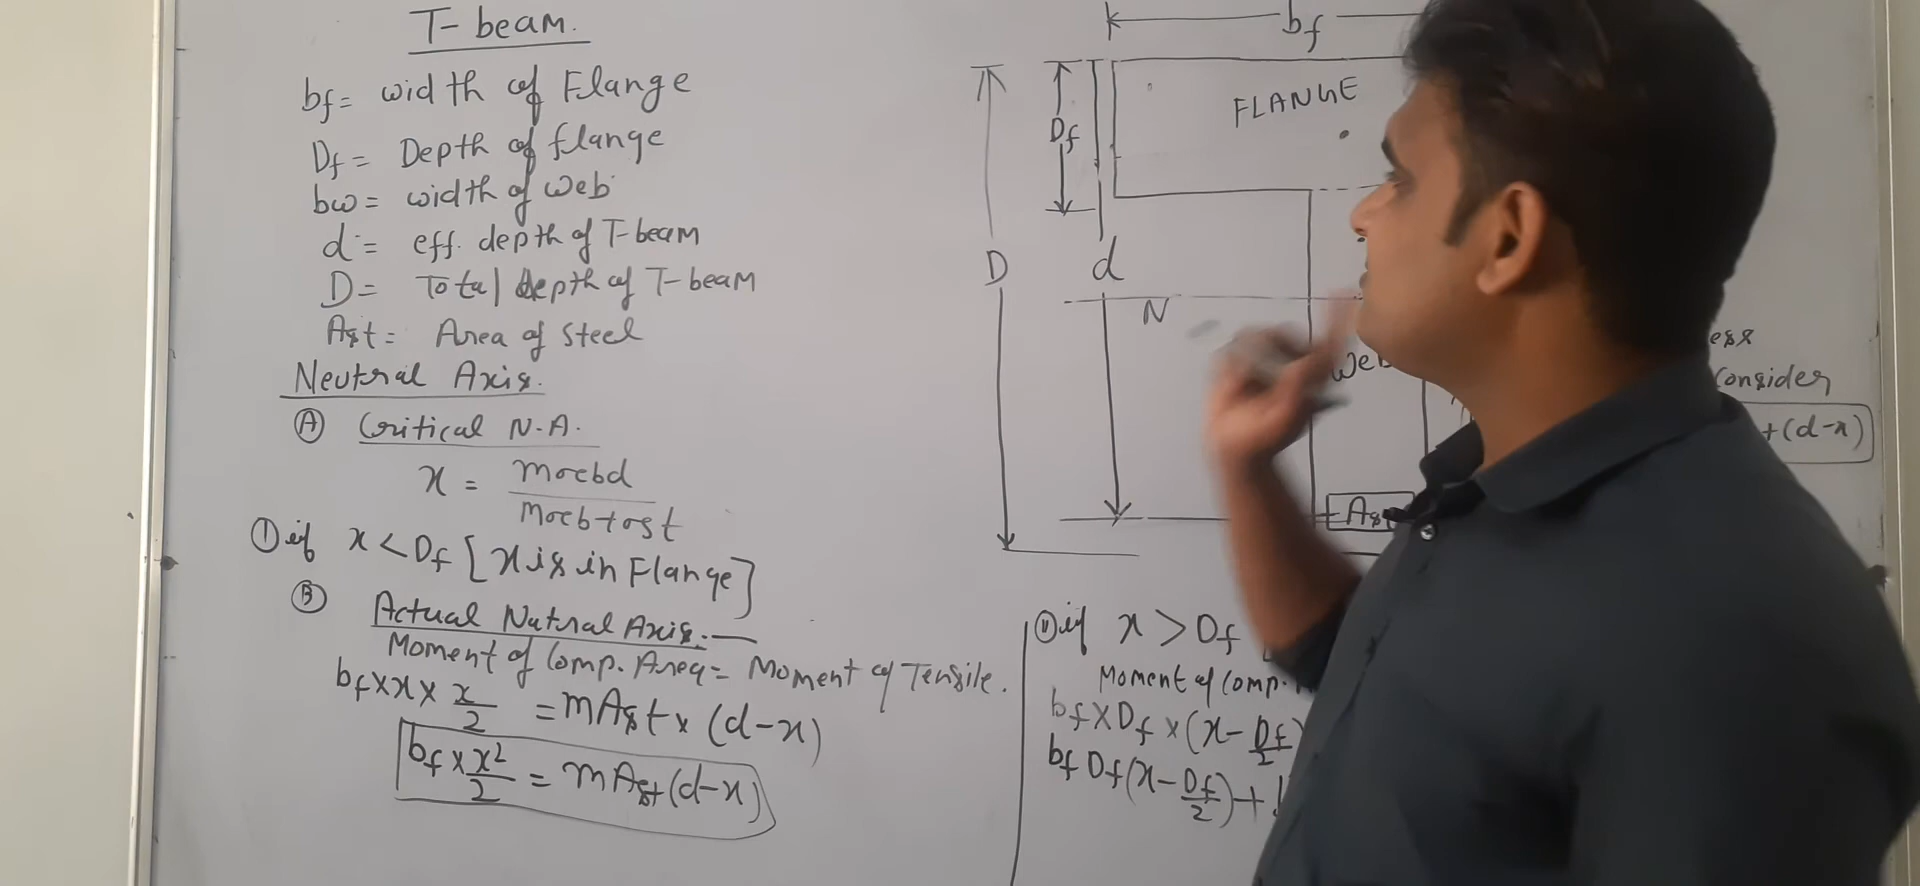 T-beam.
bf = width of Flange
Df = Depth of flange
bw = width of web
d = eff. depth of T-beam
D = Total depth of T-beam
Ast = Area of steel
Neutral Axis.
Ⓐ Critical N.A.
x = mσcbd / mσcb+σst
① if x < Df [x is in Flange]
Ⓑ Actual Natural Axis:-
Moment of Comp. Area = Moment of Tensile.
bf × x × x/2 = mAst × (d-x)
bf × x²/2 = mAst (d-x)
bf
FLANGE
Df
D
d
N
Web
Ast
ess
Consider
+(d-x)
if x > Df
Moment of Comp.
bf × Df × (x - Df/2)
bf Df (x - Df/2) +